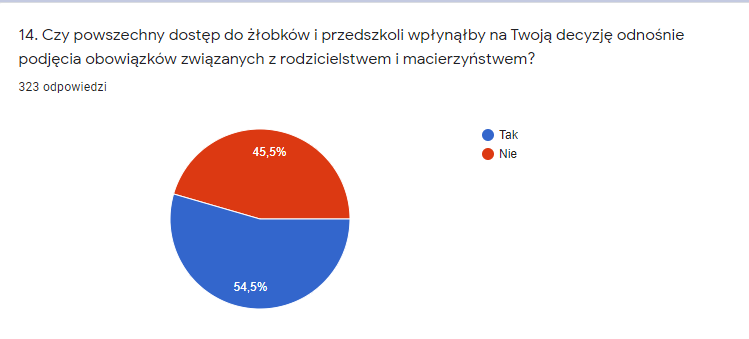 14. Czy powszechny dostęp do żłobków i przedszkoli wpłynąłby na Twoją decyzję odnośnie
podjęcia obowiązków związanych z rodzicielstwem i macierzyństwem?
323 odpowiedzi
Tak
Nie
45,5%
54,5%